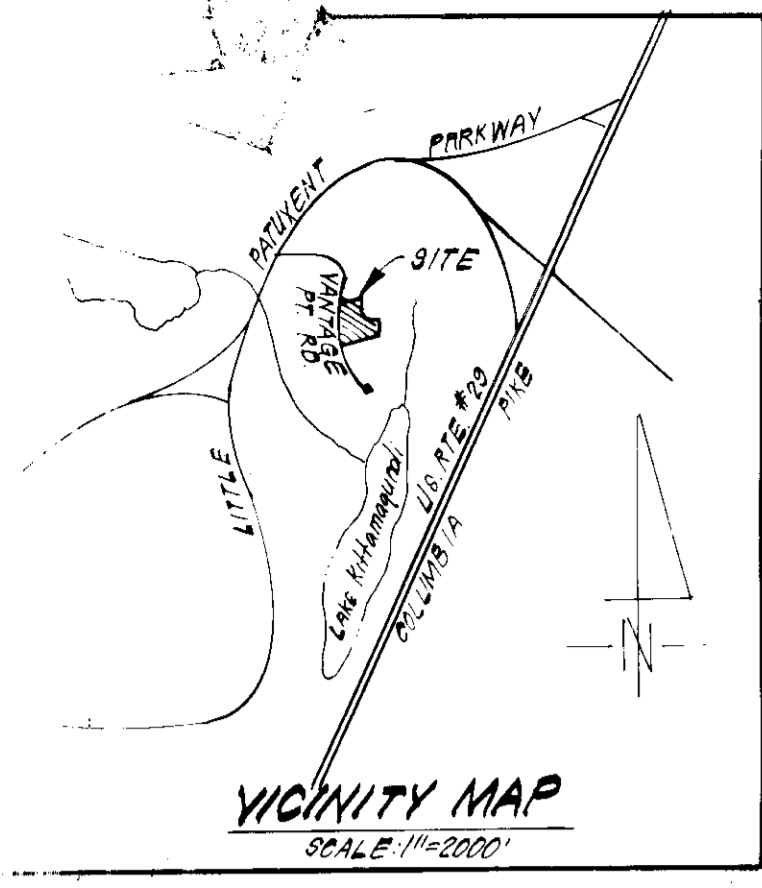 PARKWAY
PATUXENT
SITE
VANTAGE
PT. RD.
U.S. RTE. #29
PIKE
LITTLE
LAKE Kittamaqundi
COLUMBIA
N
VICINITY MAP
SCALE: 1"=2000'